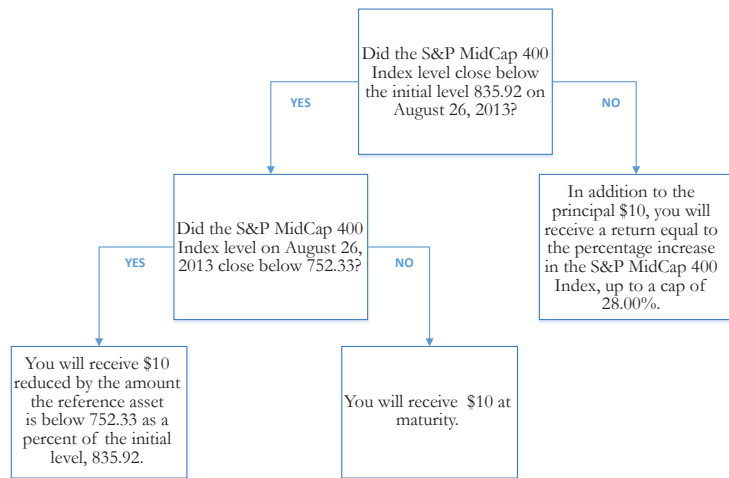 Did the S&P MidCap 400
Index level close below
the initial level 835.92 on
August 26, 2013?
YES
NO
Did the S&P MidCap 400
Index level on August 26,
2013 close below 752.33?
In addition to the
principal $10, you will
receive a return equal to
the percentage increase
in the S&P MidCap 400
Index, up to a cap of
28.00%.
YES
NO
You will receive $10
reduced by the amount
the reference asset
is below 752.33 as a
percent of the initial
level, 835.92.
You will receive $10 at
maturity.